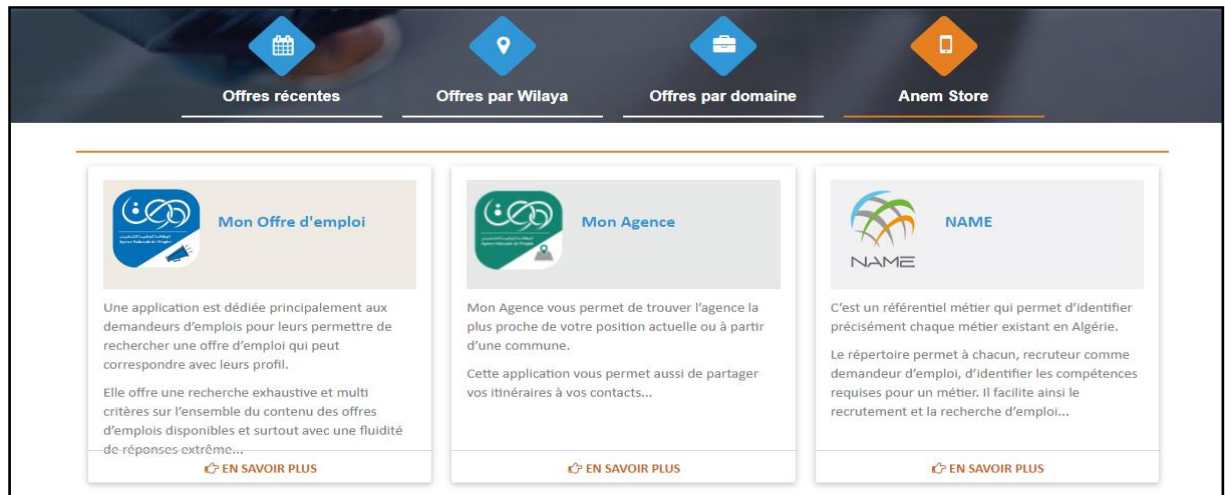 Offres récentes
Offres par Wilaya
Offres par domaine
Anem Store
Mon Offre d'emploi
Une application est dédiée principalement aux
demandeurs d'emplois pour leurs permettre de
rechercher une offre d'emploi qui peut
correspondre avec leurs profil.
Elle offre une recherche exhaustive et multi
critères sur l'ensemble du contenu des offres
d'emplois disponibles et surtout avec une fluidité
de réponses extrême...
EN SAVOIR PLUS
Mon Agence
Mon Agence vous permet de trouver l'agence la
plus proche de votre position actuelle ou à partir
d'une commune.
Cette application vous permet aussi de partager
vos itinéraires à vos contacts...
EN SAVOIR PLUS
NAME
NAME
C'est un référentiel métier qui permet d'identifier
précisément chaque métier existant en Algérie.
Le répertoire permet à chacun, recruteur comme
demandeur d'emploi, d'identifier les compétences
requises pour un métier. Il facilite ainsi le
recrutement et la recherche d'emploi...
EN SAVOIR PLUS